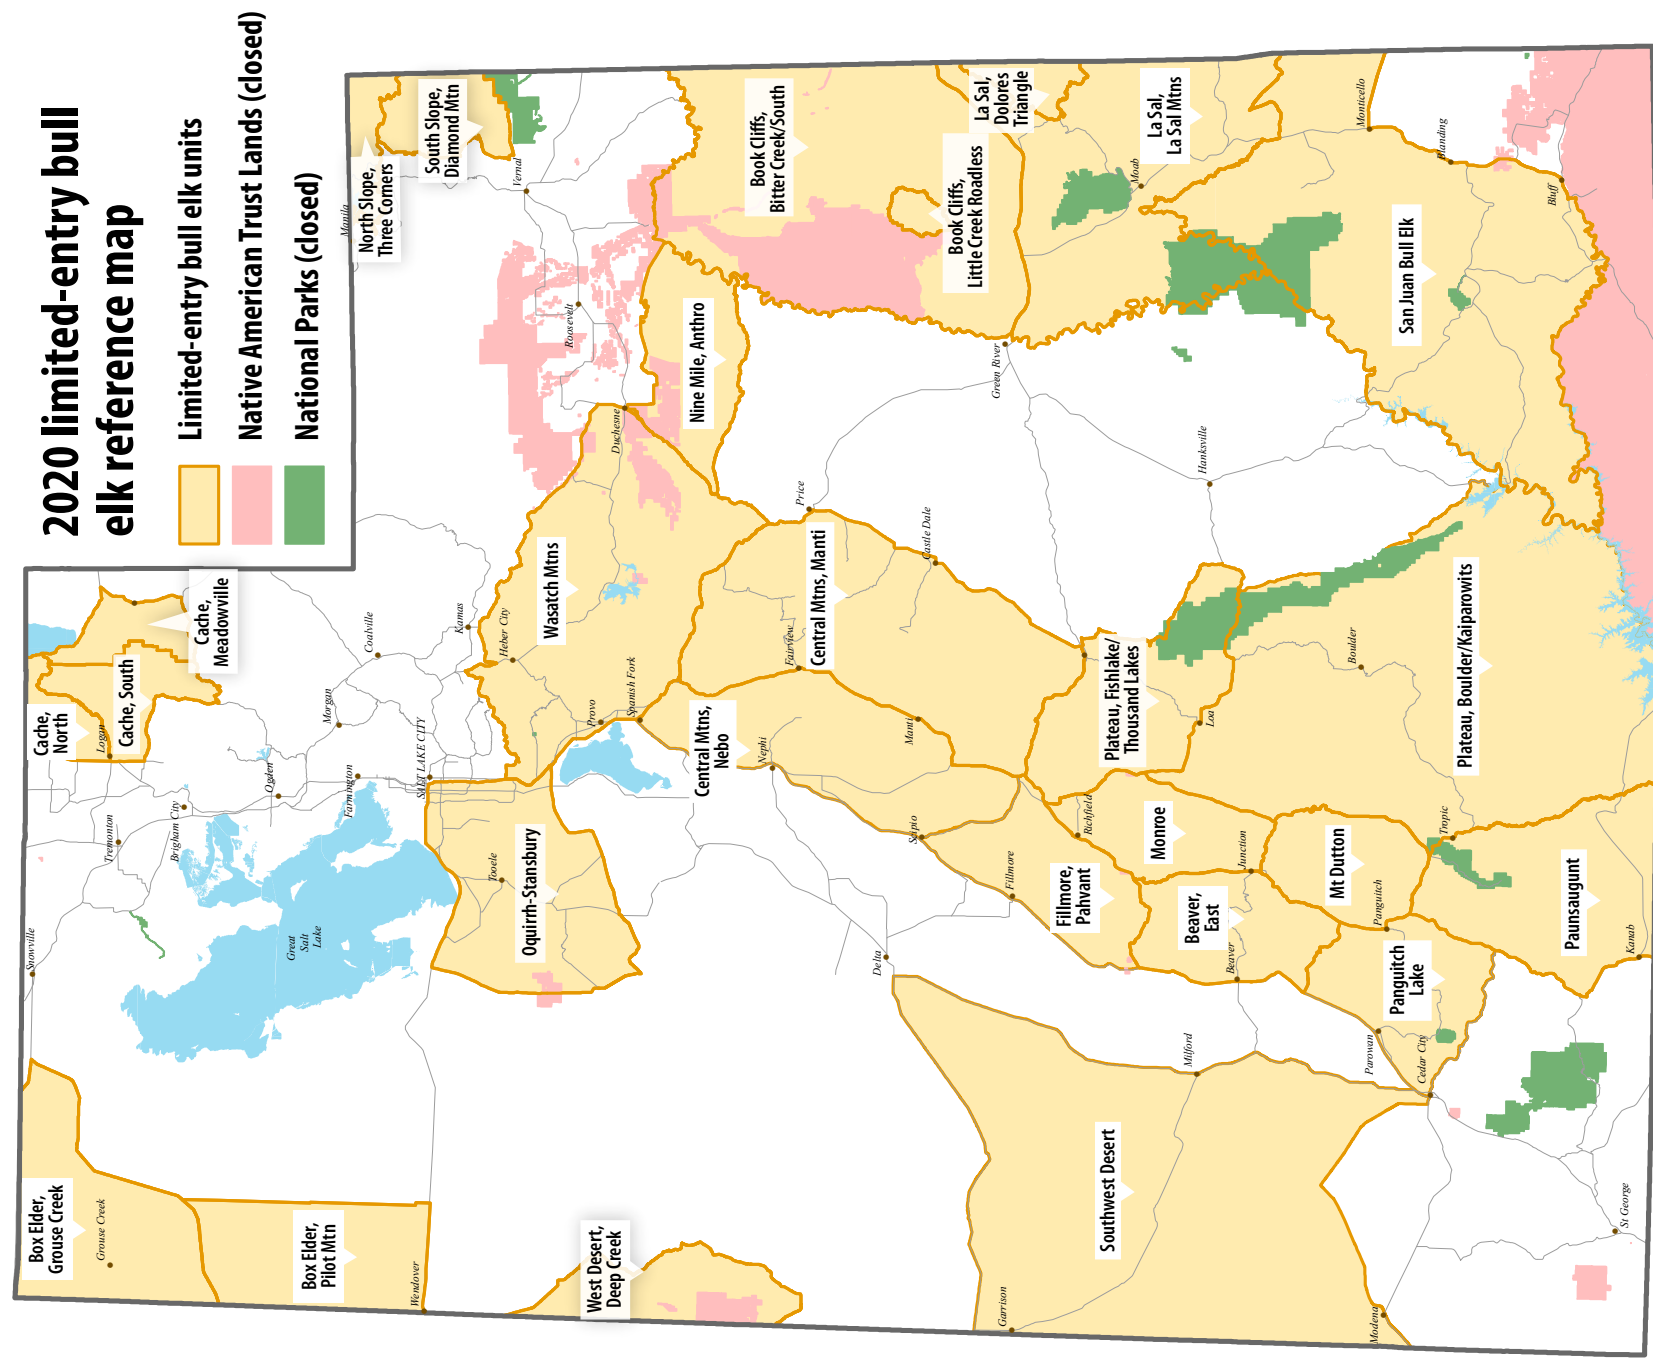 2020 limited-entry bull
elk reference map
Limited-entry bull elk units
Native American Trust Lands (closed)
National Parks (closed)
Box Elder,
Grouse Creek
Grouse Creek
Snowville
Tremonton
Cache,
North
Logan
Cache, South
Cache,
Meadowville
Brigham City
Ogden
Morgan
Coalville
Farmington
Great
Salt
Lake
Box Elder,
Pilot Mtn
Wendover
SALT LAKE CITY
Kamas
Manila
North Slope,
Three Corners
South Slope,
Diamond Mtn
Vernal
Tooele
Oquirrh-Stansbury
Heber City
Wasatch Mtns
Roosevelt
Duchesne
Provo
Spanish Fork
West Desert,
Deep Creek
Nine Mile, Anthro
Book Cliffs,
Bitter Creek/South
Central Mtns,
Nebo
Nephi
Fairview
Central Mtns, Manti
Price
Delta
Scipio
Manti
Castle Dale
Book Cliffs,
Little Creek Roadless
La Sal,
Dolores
Triangle
Green River
Garrison
Fillmore
Fillmore,
Pahvant
Richfield
Plateau, Fishlake/
Thousand Lakes
Moab
La Sal,
La Sal Mtns
Southwest Desert
Milford
Monroe
Loa
Hanksville
Beaver,
East
Beaver
Junction
Mt Dutton
Boulder
Monticello
San Juan Bull Elk
Modena
Parowan
Panguitch
Panguitch
Lake
Cedar City
Tropic
Plateau, Boulder/Kaiparowits
Blanding
Bluff
Paunsaugunt
St George
Kanab